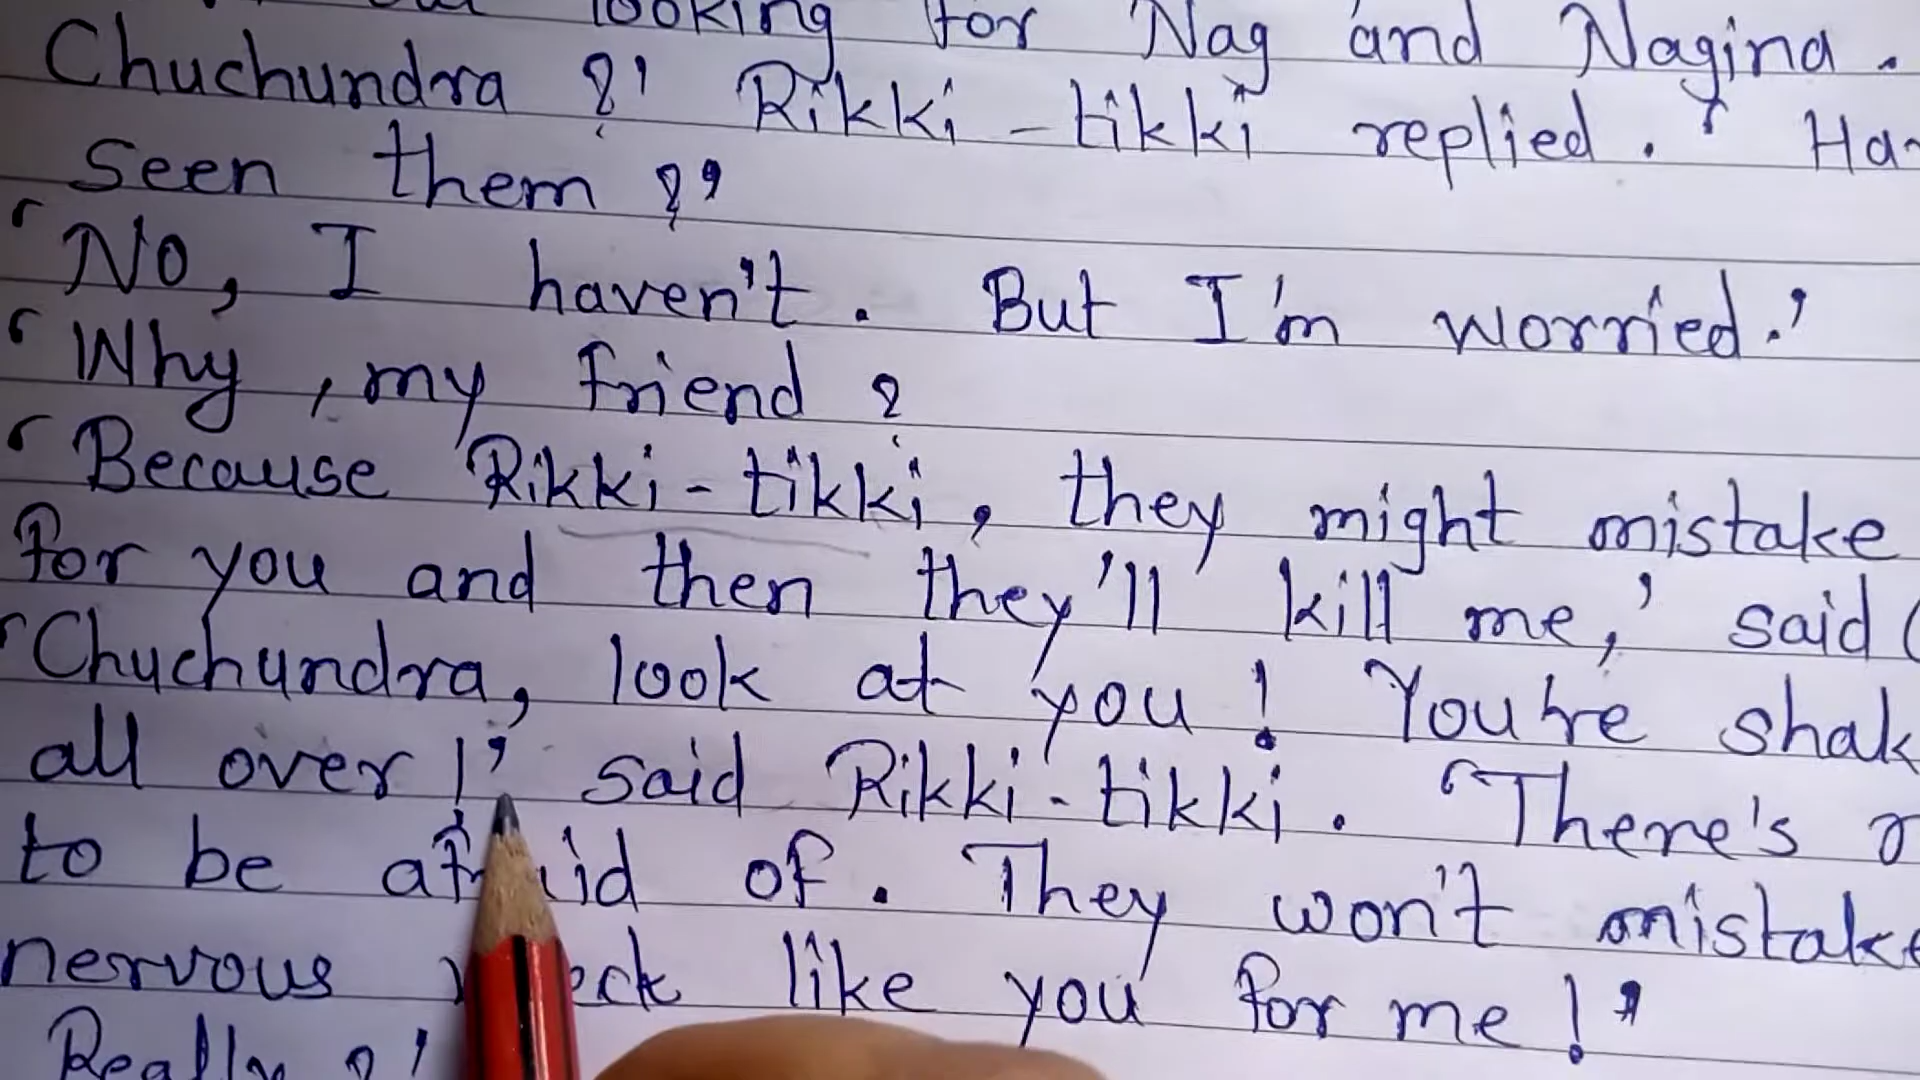 looking for Nag and Nagina.
Chuchundra ?' Rikki-tikki replied. ' Ha
seen them ?'
'No, I haven't. But I'm worried.'
'Why, my friend ?
'Because Rikki-tikki, they might mistake
for you and then they'll kill me,' said
'Chuchundra, look at you! You're shak
all over!' said Rikki-tikki. 'There's
to be afraid of. They won't mistake
nervous like you for me!'
Really ?'